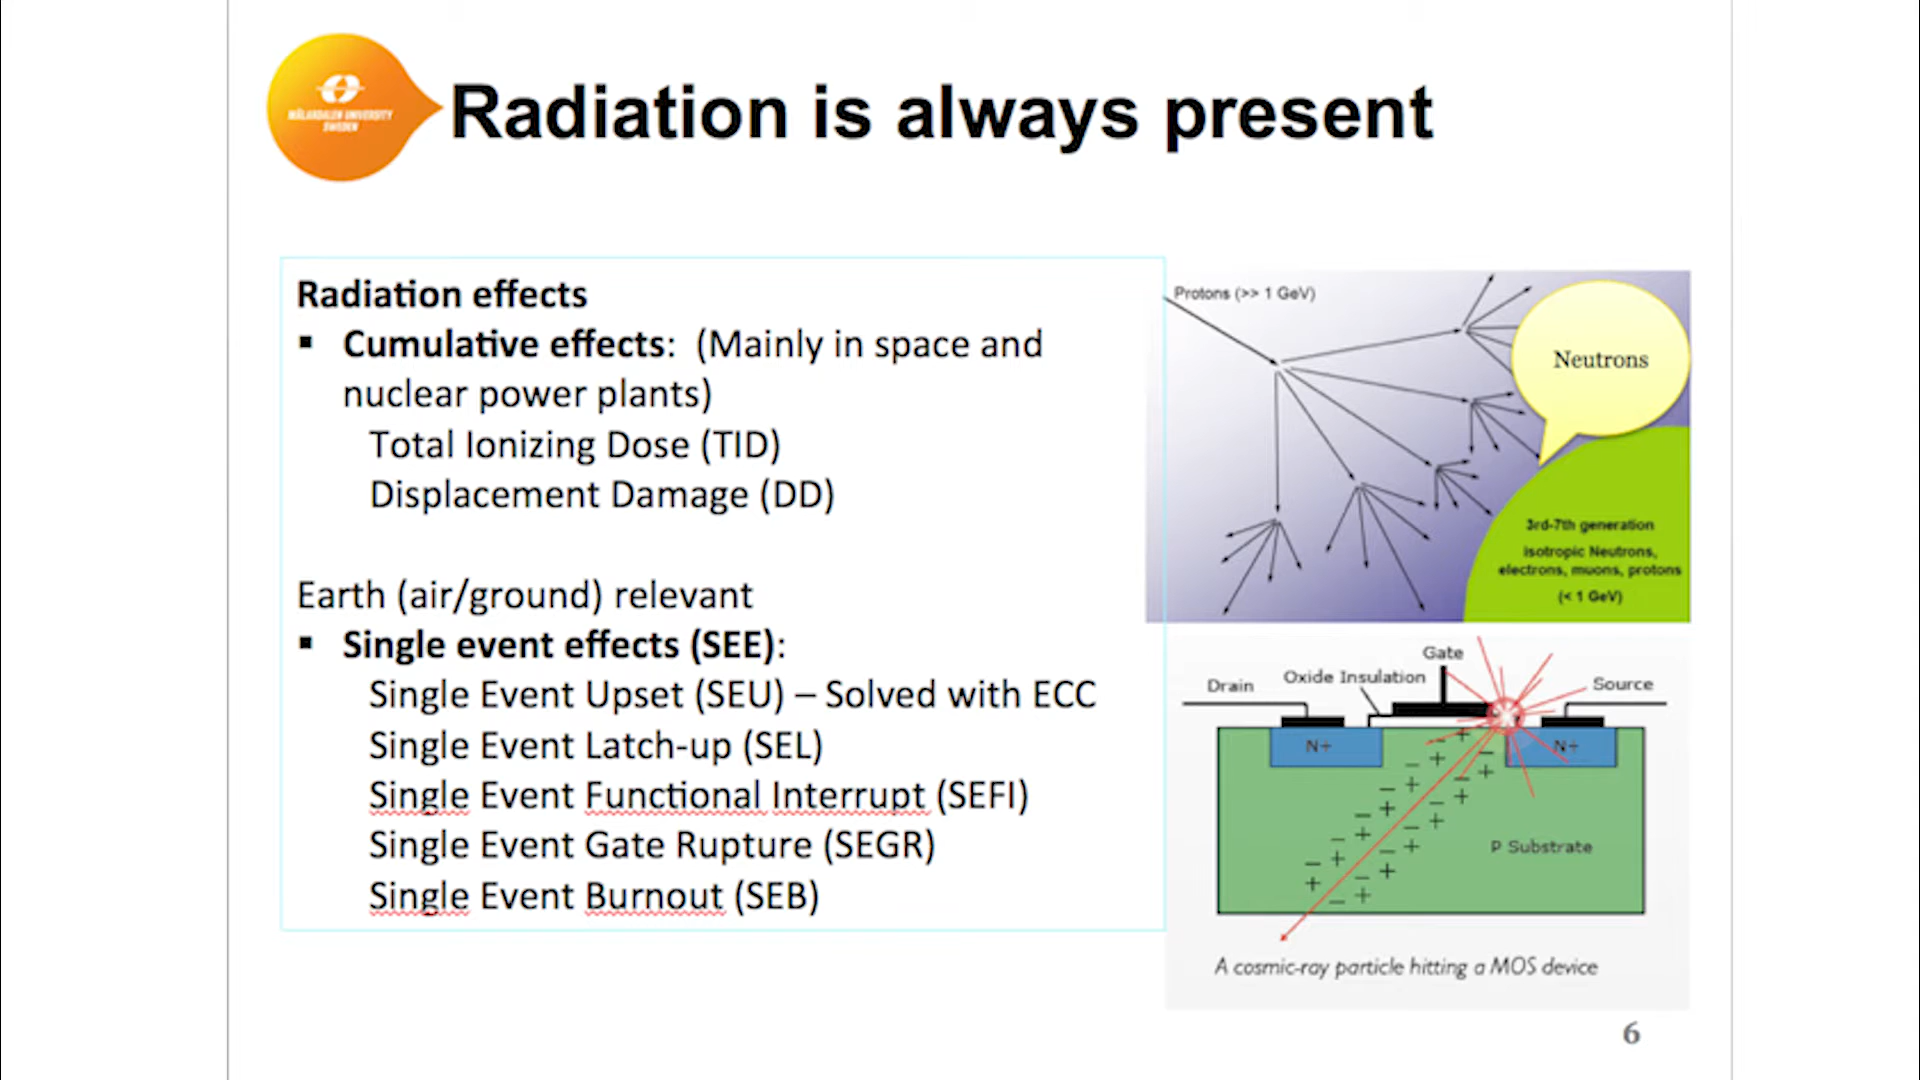 MÄLARDALEN UNIVERSITY
SWEDEN
Radiation is always present
Radiation effects
▪ Cumulative effects: (Mainly in space and
nuclear power plants)
Total Ionizing Dose (TID)
Displacement Damage (DD)
Earth (air/ground) relevant
▪ Single event effects (SEE):
Single Event Upset (SEU) – Solved with ECC
Single Event Latch-up (SEL)
Single Event Functional Interrupt (SEFI)
Single Event Gate Rupture (SEGR)
Single Event Burnout (SEB)
Protons (>> 1 GeV)
Neutrons
3rd-7th generation
isotropic Neutrons,
electrons, muons, protons
(< 1 GeV)
Gate
Oxide Insulation
Drain
Source
N+
N+
P Substrate
A cosmic-ray particle hitting a MOS device
6